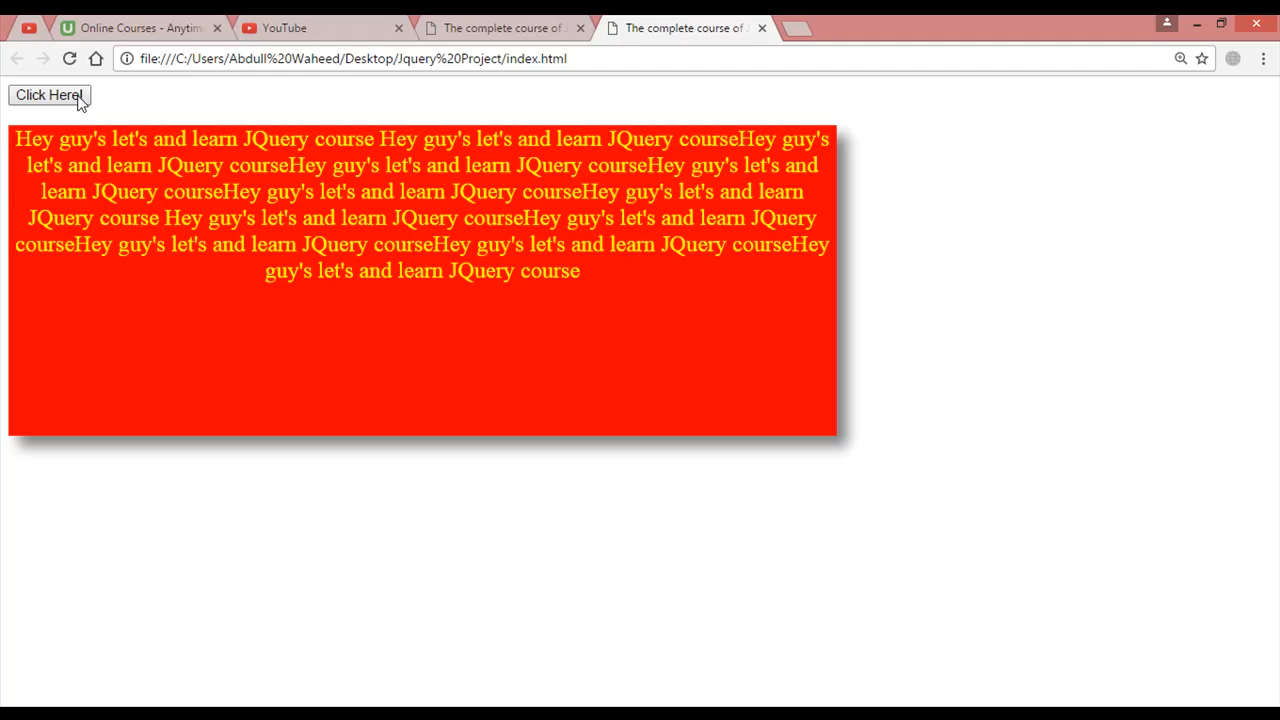 Online Courses - Anytim
YouTube
The complete course of J
The complete course of J
file:///C:/Users/Abdull%20Waheed/Desktop/Jquery%20Project/index.html
Click Here!
Hey guy's let's and learn JQuery course Hey guy's let's and learn JQuery courseHey guy's
let's and learn JQuery courseHey guy's let's and learn JQuery courseHey guy's let's and
learn JQuery courseHey guy's let's and learn JQuery courseHey guy's let's and learn
JQuery course Hey guy's let's and learn JQuery courseHey guy's let's and learn JQuery
courseHey guy's let's and learn JQuery courseHey guy's let's and learn JQuery courseHey
guy's let's and learn JQuery course